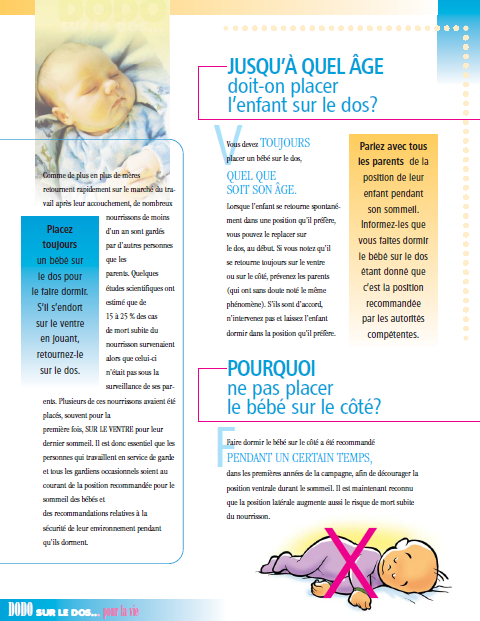 DODO
Comme de plus en plus de mères
retournent rapidement sur le marché du tra-
vail après leur accouchement, de nombreux
nourrissons de moins
d'un an sont gardés
par d'autres personnes
que les
parents. Quelques
études scientifiques ont
estimé que de
15 à 25 % des cas
de mort subite du
nourrisson survenaient
alors que celui-ci
n'était pas sous la
surveillance de ses par-
ents. Plusieurs de ces nourrissons avaient été
placés, souvent pour la
première fois, SUR LE VENTRE pour leur
dernier sommeil. Il est donc essentiel que les
personnes qui travaillent en service de garde
et tous les gardiens occasionnels soient au
courant de la position recommandée pour le
sommeil des bébés et
des recommandations relatives à la
sécurité de leur environnement pendant
qu'ils dorment.
Placez
toujours
un bébé sur
le dos pour
le faire dormir.
S'il s'endort
sur le ventre
en jouant,
retournez-le
sur le dos.
JUSQU'À QUEL ÂGE
doit-on placer
l'enfant sur le dos?
Vous devez TOUJOURS
placer un bébé sur le dos,
QUEL QUE
SOIT SON ÂGE.
Lorsque l'enfant se retourne spontané-
ment dans une position qu'il préfère,
vous pouvez le replacer sur
le dos, au début. Si vous notez qu'il
se retourne toujours sur le ventre
ou sur le côté, prévenez les parents
(qui ont sans doute noté le même
phénomène). S'ils sont d'accord,
n'intervenez pas et laissez l'enfant
dormir dans la position qu'il préfère.
Parlez avec tous
les parents de la
position de leur
enfant pendant
son sommeil.
Informez-les que
vous faites dormir
le bébé sur le dos
étant donné que
c'est la position
recommandée
par les autorités
compétentes.
POURQUOI
ne pas placer
le bébé sur le côté?
Faire dormir le bébé sur le côté a été recommandé
PENDANT UN CERTAIN TEMPS,
dans les premières années de la campagne, afin de décourager la
position ventrale durant le sommeil. Il est maintenant reconnu
que la position latérale augmente aussi le risque de mort subite
du nourrisson.
DODO SUR LE DOS... pour la vie